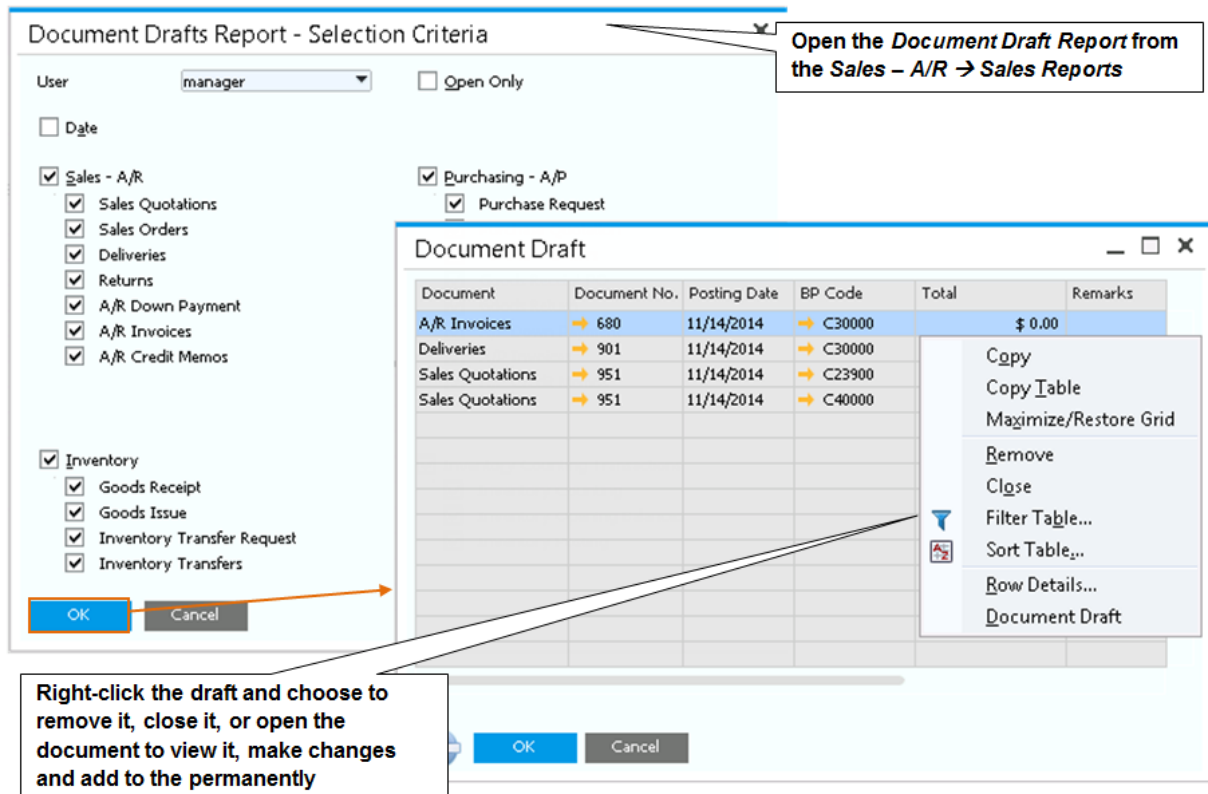 Document Drafts Report - Selection Criteria
Open the Document Draft Report from
the Sales – A/R → Sales Reports
User manager Open Only
Date
Sales - A/R
Sales Quotations
Sales Orders
Deliveries
Returns
A/R Down Payment
A/R Invoices
A/R Credit Memos
Purchasing - A/P
Purchase Request
Inventory
Goods Receipt
Goods Issue
Inventory Transfer Request
Inventory Transfers
OK Cancel
Document Draft
Document Document No. Posting Date BP Code Total Remarks
A/R Invoices 680 11/14/2014 C30000 $ 0.00
Deliveries 901 11/14/2014 C30000
Sales Quotations 951 11/14/2014 C23900
Sales Quotations 951 11/14/2014 C40000
Copy
Copy Table
Maximize/Restore Grid
Remove
Close
Filter Table...
Sort Table...
Row Details...
Document Draft
OK Cancel
Right-click the draft and choose to
remove it, close it, or open the
document to view it, make changes
and add to the permanently